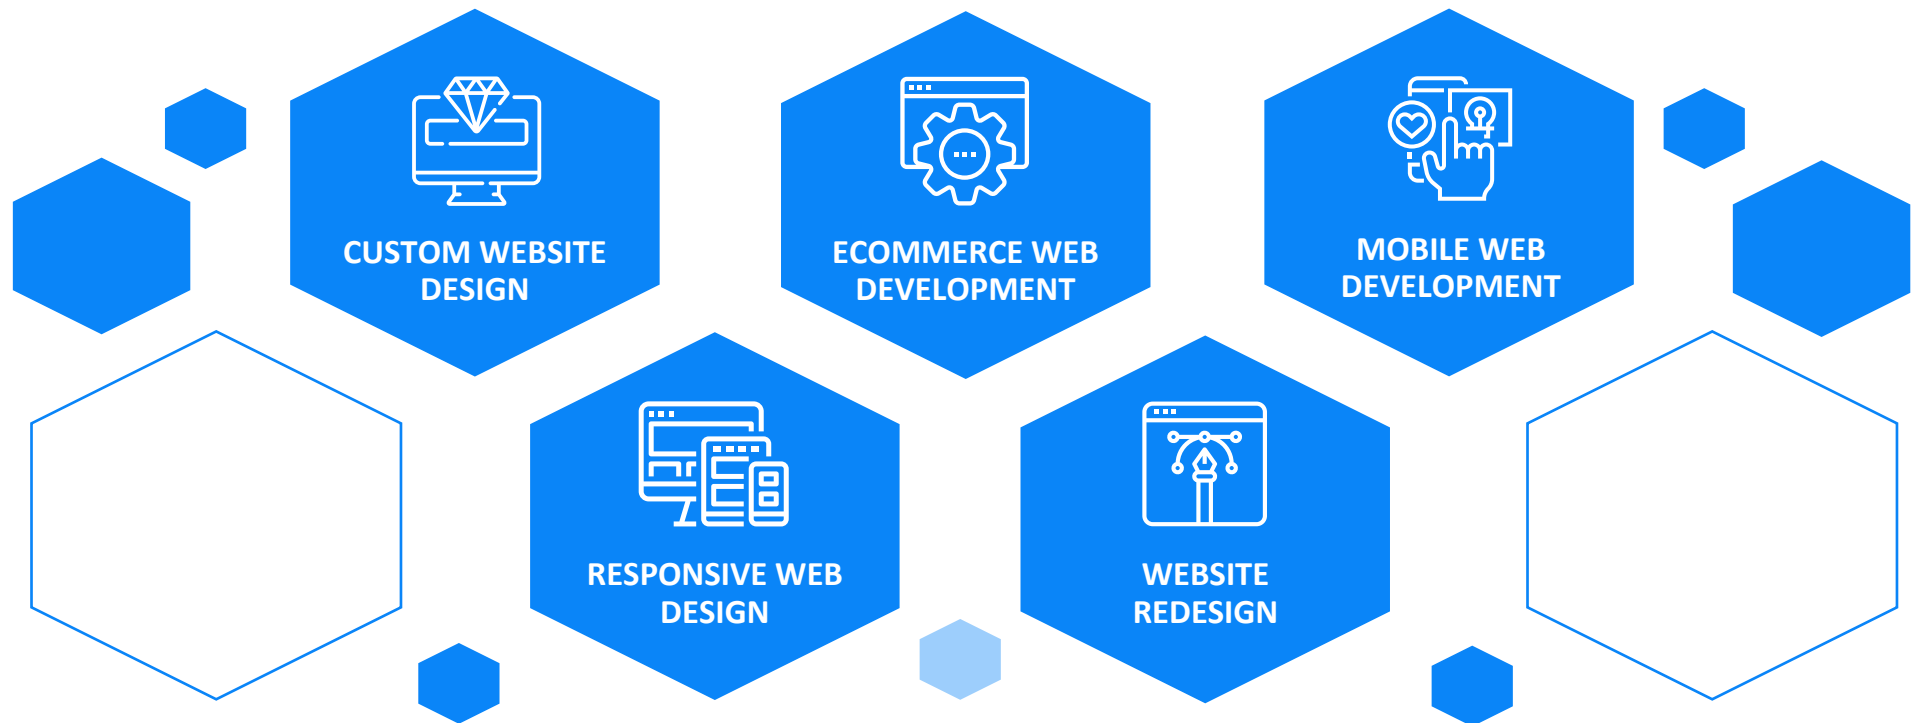 CUSTOM WEBSITE
DESIGN
ECOMMERCE WEB
DEVELOPMENT
MOBILE WEB
DEVELOPMENT
RESPONSIVE WEB
DESIGN
WEBSITE
REDESIGN